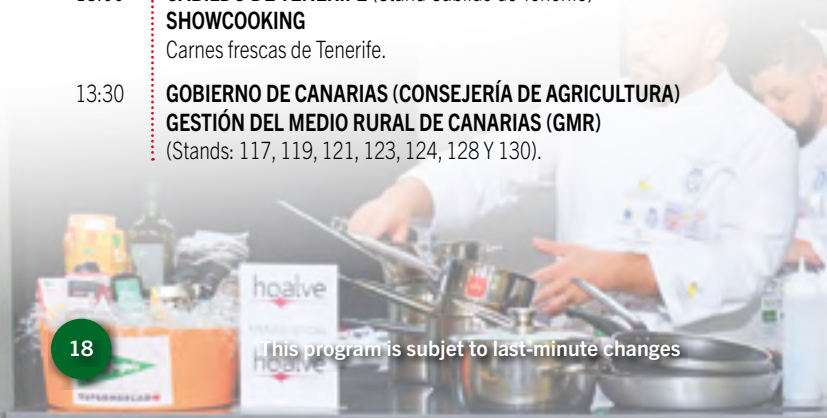 SHOWCOOKING
Carnes frescas de Tenerife.
13:30 GOBIERNO DE CANARIAS (CONSEJERÍA DE AGRICULTURA)
GESTIÓN DEL MEDIO RURAL DE CANARIAS (GMR)
(Stands: 117, 119, 121, 123, 124, 128 Y 130).
hoalve
18 This program is subjet to last-minute changes
hoalve